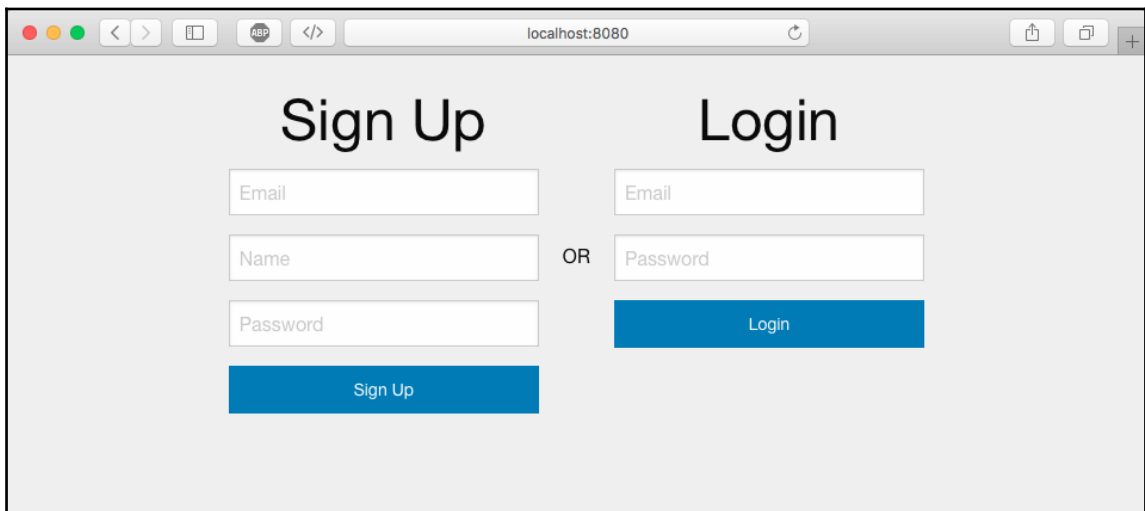 ABP
</>
localhost:8080
Sign Up
Email
Name
Password
Sign Up
OR
Login
Email
Password
Login